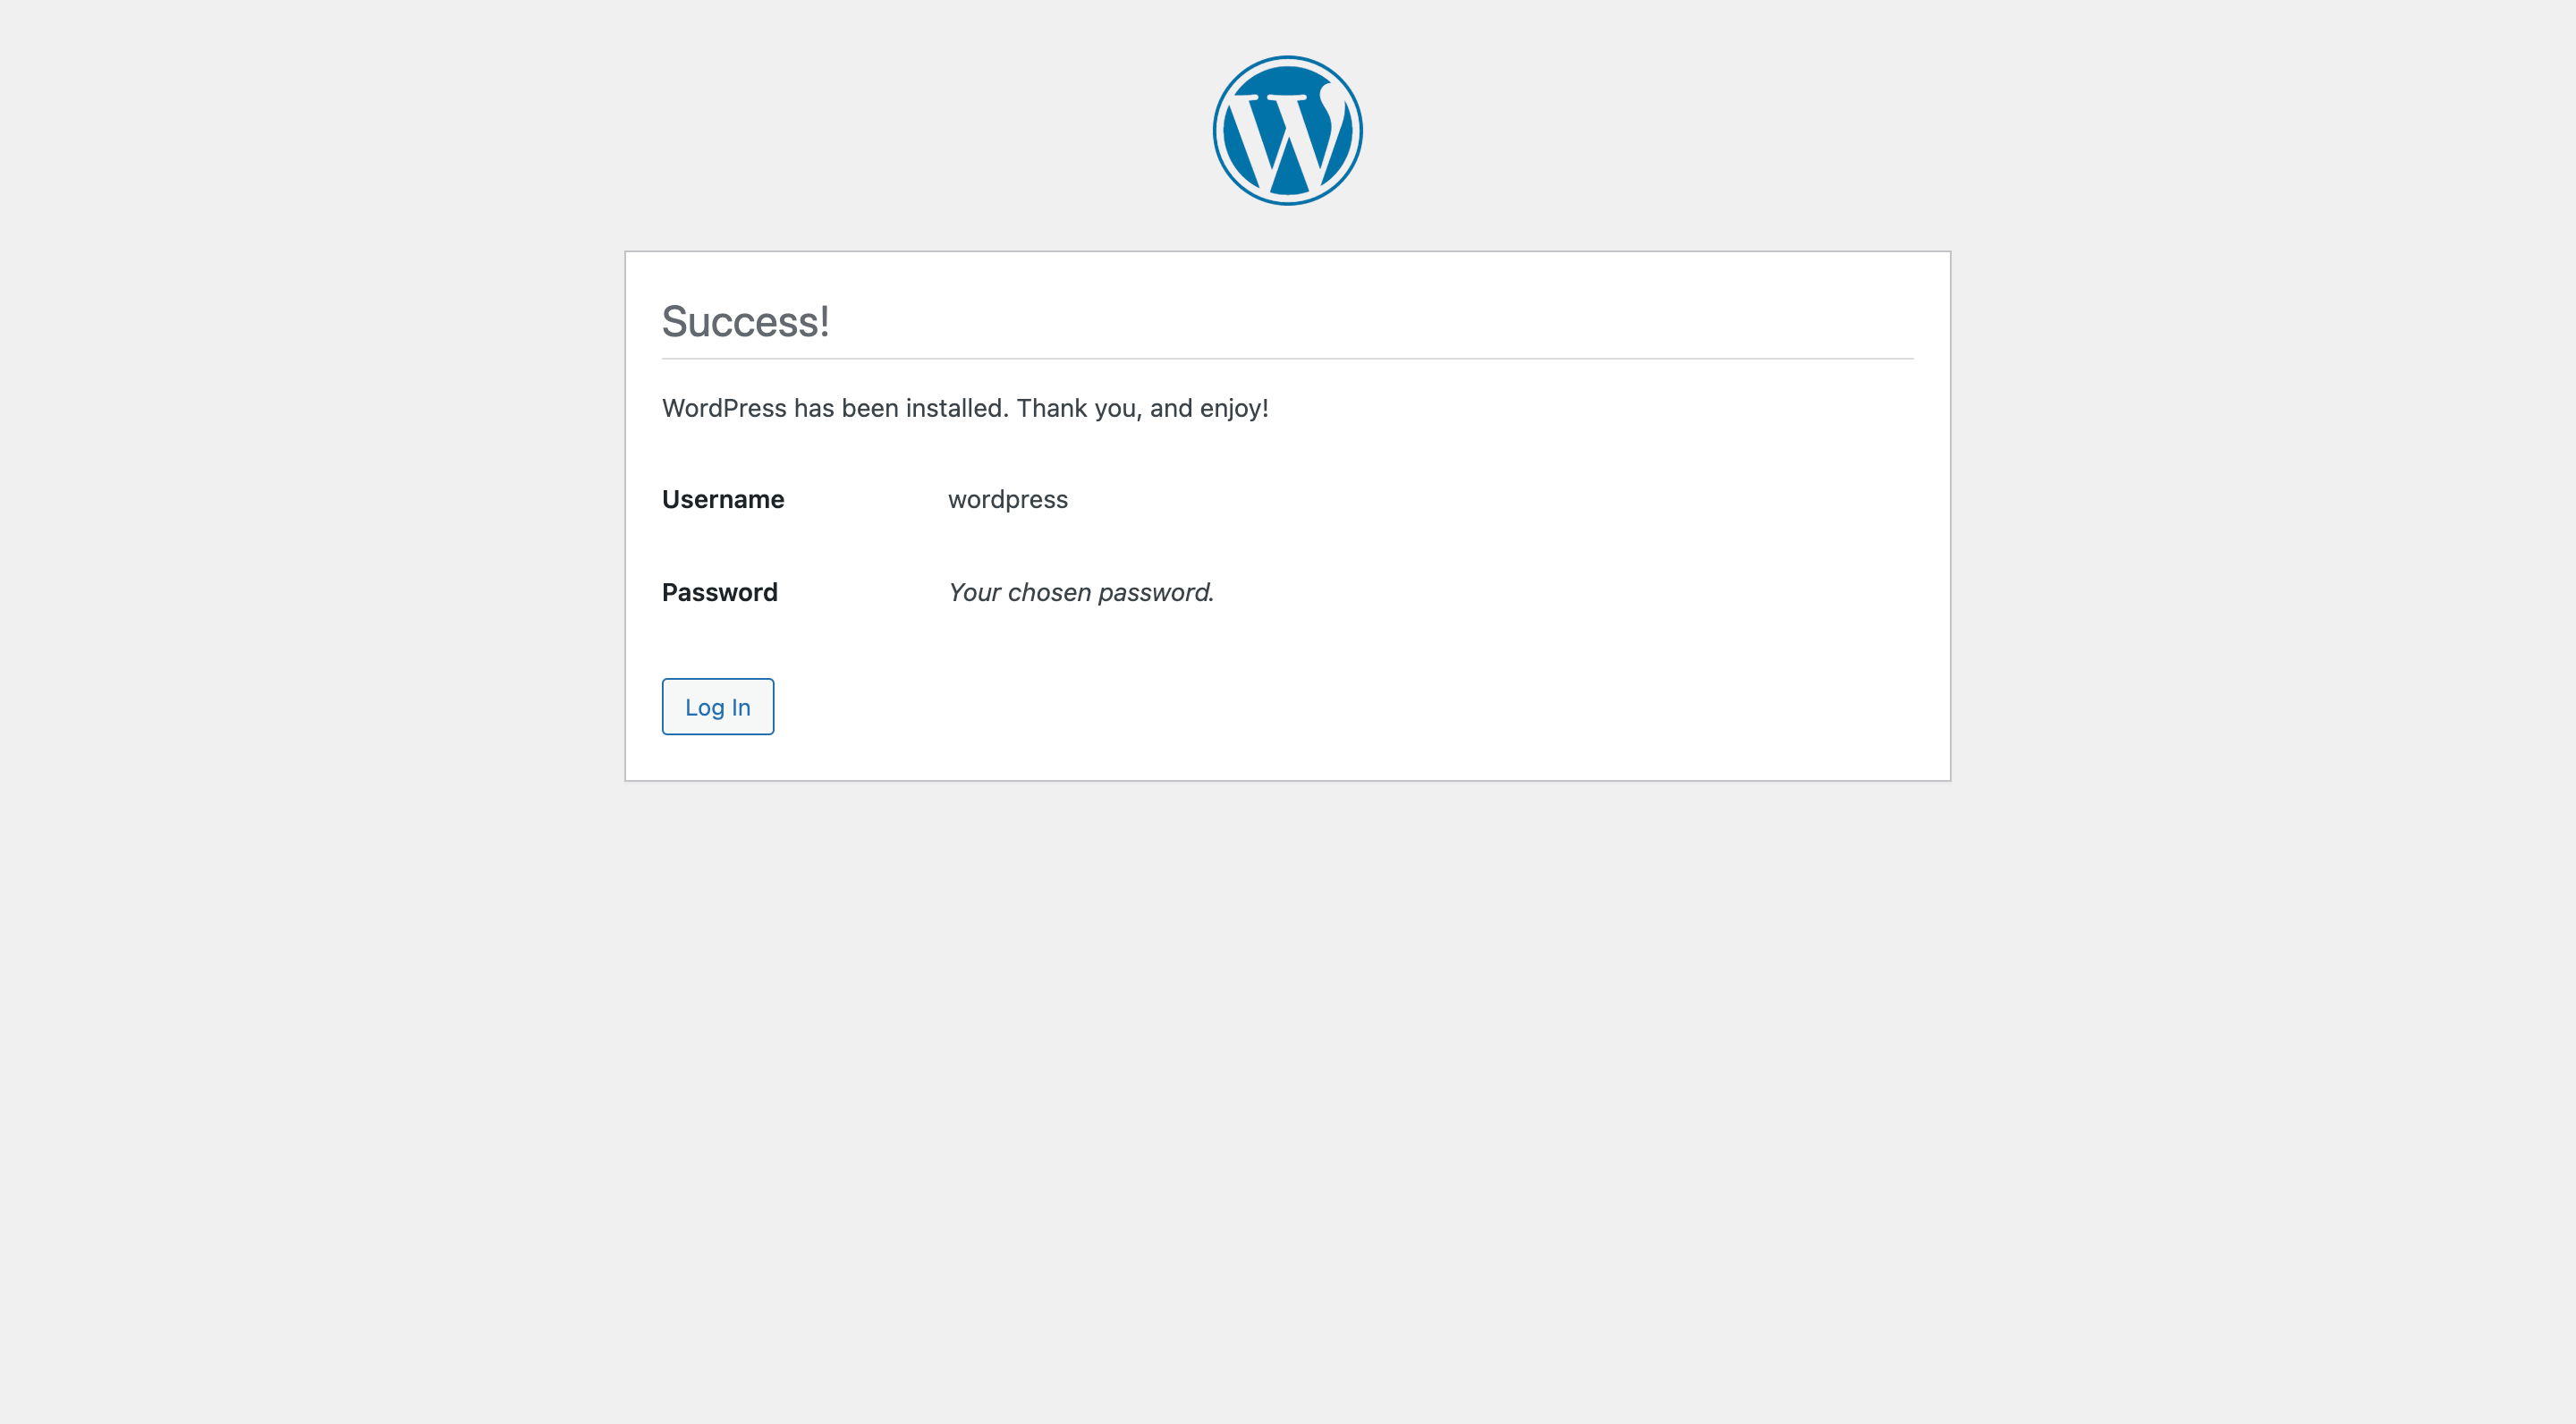 Success!
WordPress has been installed. Thank you, and enjoy!
Username wordpress
Password Your chosen password.
Log In